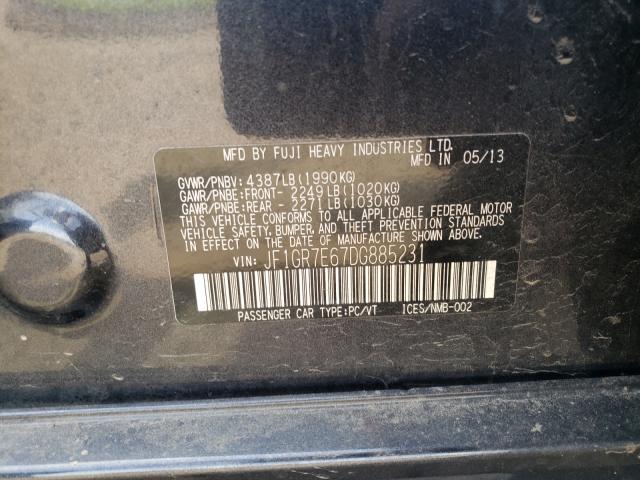 MFD BY FUJI HEAVY INDUSTRIES LTD.
MFD IN 05/13
GVWR/PNBV: 4387LB(1990KG)
GAWR/PNBE:FRONT- 2249LB(1020KG)
GAWR/PNBE:REAR - 2271LB(1030KG)
THIS VEHICLE CONFORMS TO ALL APPLICABLE FEDERAL MOTOR
VEHICLE SAFETY, BUMPER, AND THEFT PREVENTION STANDARDS
IN EFFECT ON THE DATE OF MANUFACTURE SHOWN ABOVE.
VIN: JF1GR7E67DG885231
PASSENGER CAR TYPE:PC/VT ICES/NMB-002